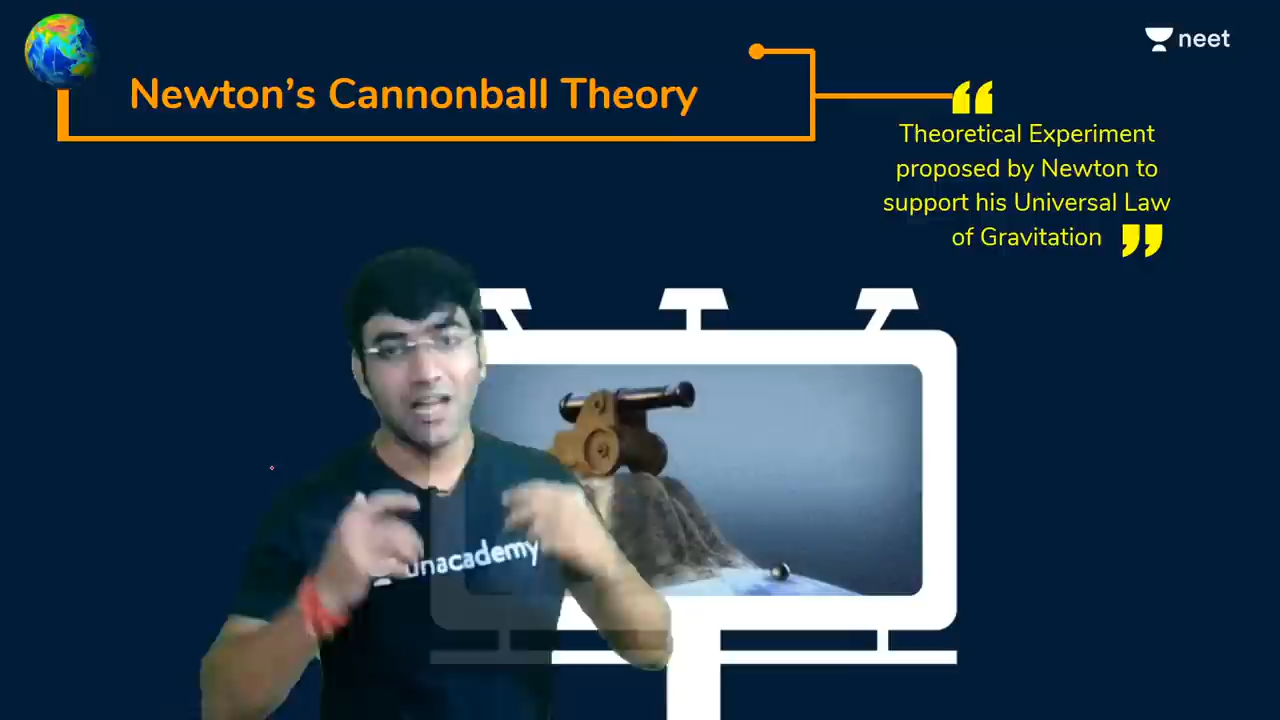 neet
Newton’s Cannonball Theory
“
Theoretical Experiment
proposed by Newton to
support his Universal Law
of Gravitation ”
unacademy